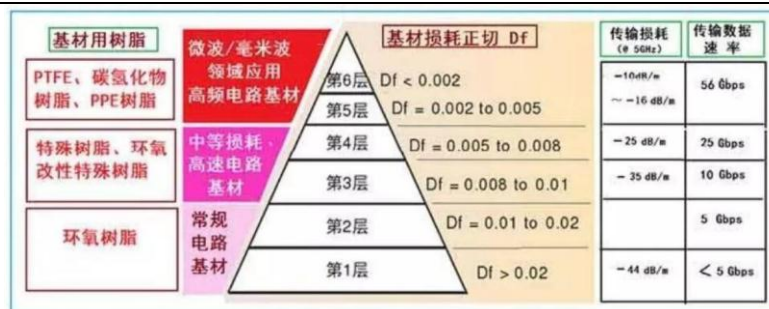 基材用树脂
PTFE、碳氢化物
树脂、PPE树脂
特殊树脂、环氧
改性特殊树脂
环氧树脂
微波/毫米波
领域应用
高频电路基材
中等损耗、
高速电路
基材
常规
电路
基材
基材损耗正切 Df
第6层 Df < 0.002
第5层 Df = 0.002 to 0.005
第4层 Df = 0.005 to 0.008
第3层 Df = 0.008 to 0.01
第2层 Df = 0.01 to 0.02
第1层 Df > 0.02
传输损耗
(@ 5GHz)
-10dB/m
~ -16 dB/m
-25 dB/m
- 35 dB/m
-44 dB/m
传输数据
速 率
56 Gbps
25 Gbps
10 Gbps
5 Gbps
< 5 Gbps